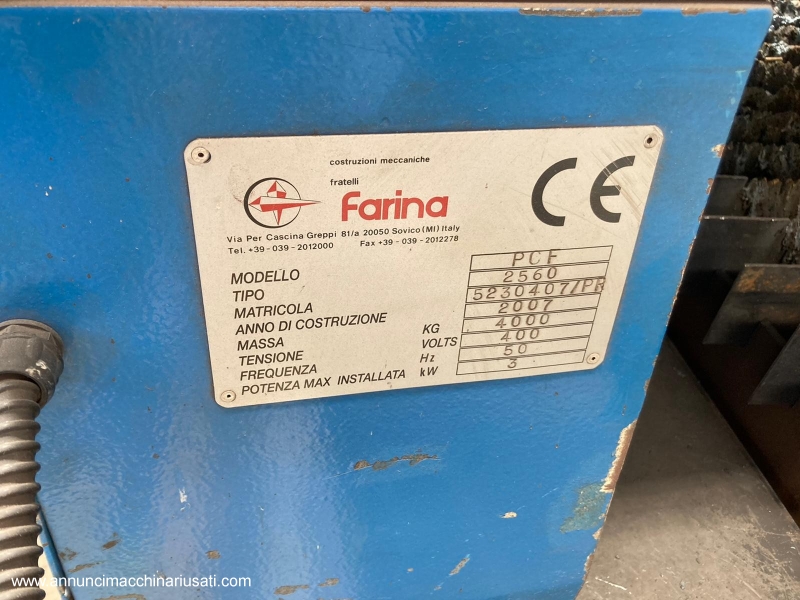 costruzioni meccaniche
fratelli
Farina
CE
Via Per Cascina Greppi 81/a 20050 Sovico (MI) Italy
Tel. +39-039-2012000 Fax +39-039-2012278
MODELLO PCF
TIPO 2560
MATRICOLA 5230407/PR
ANNO DI COSTRUZIONE 2007
MASSA KG 4000
TENSIONE VOLTS 400
FREQUENZA Hz 50
POTENZA MAX INSTALLATA kW 3
www.annuncimacchinariusati.com